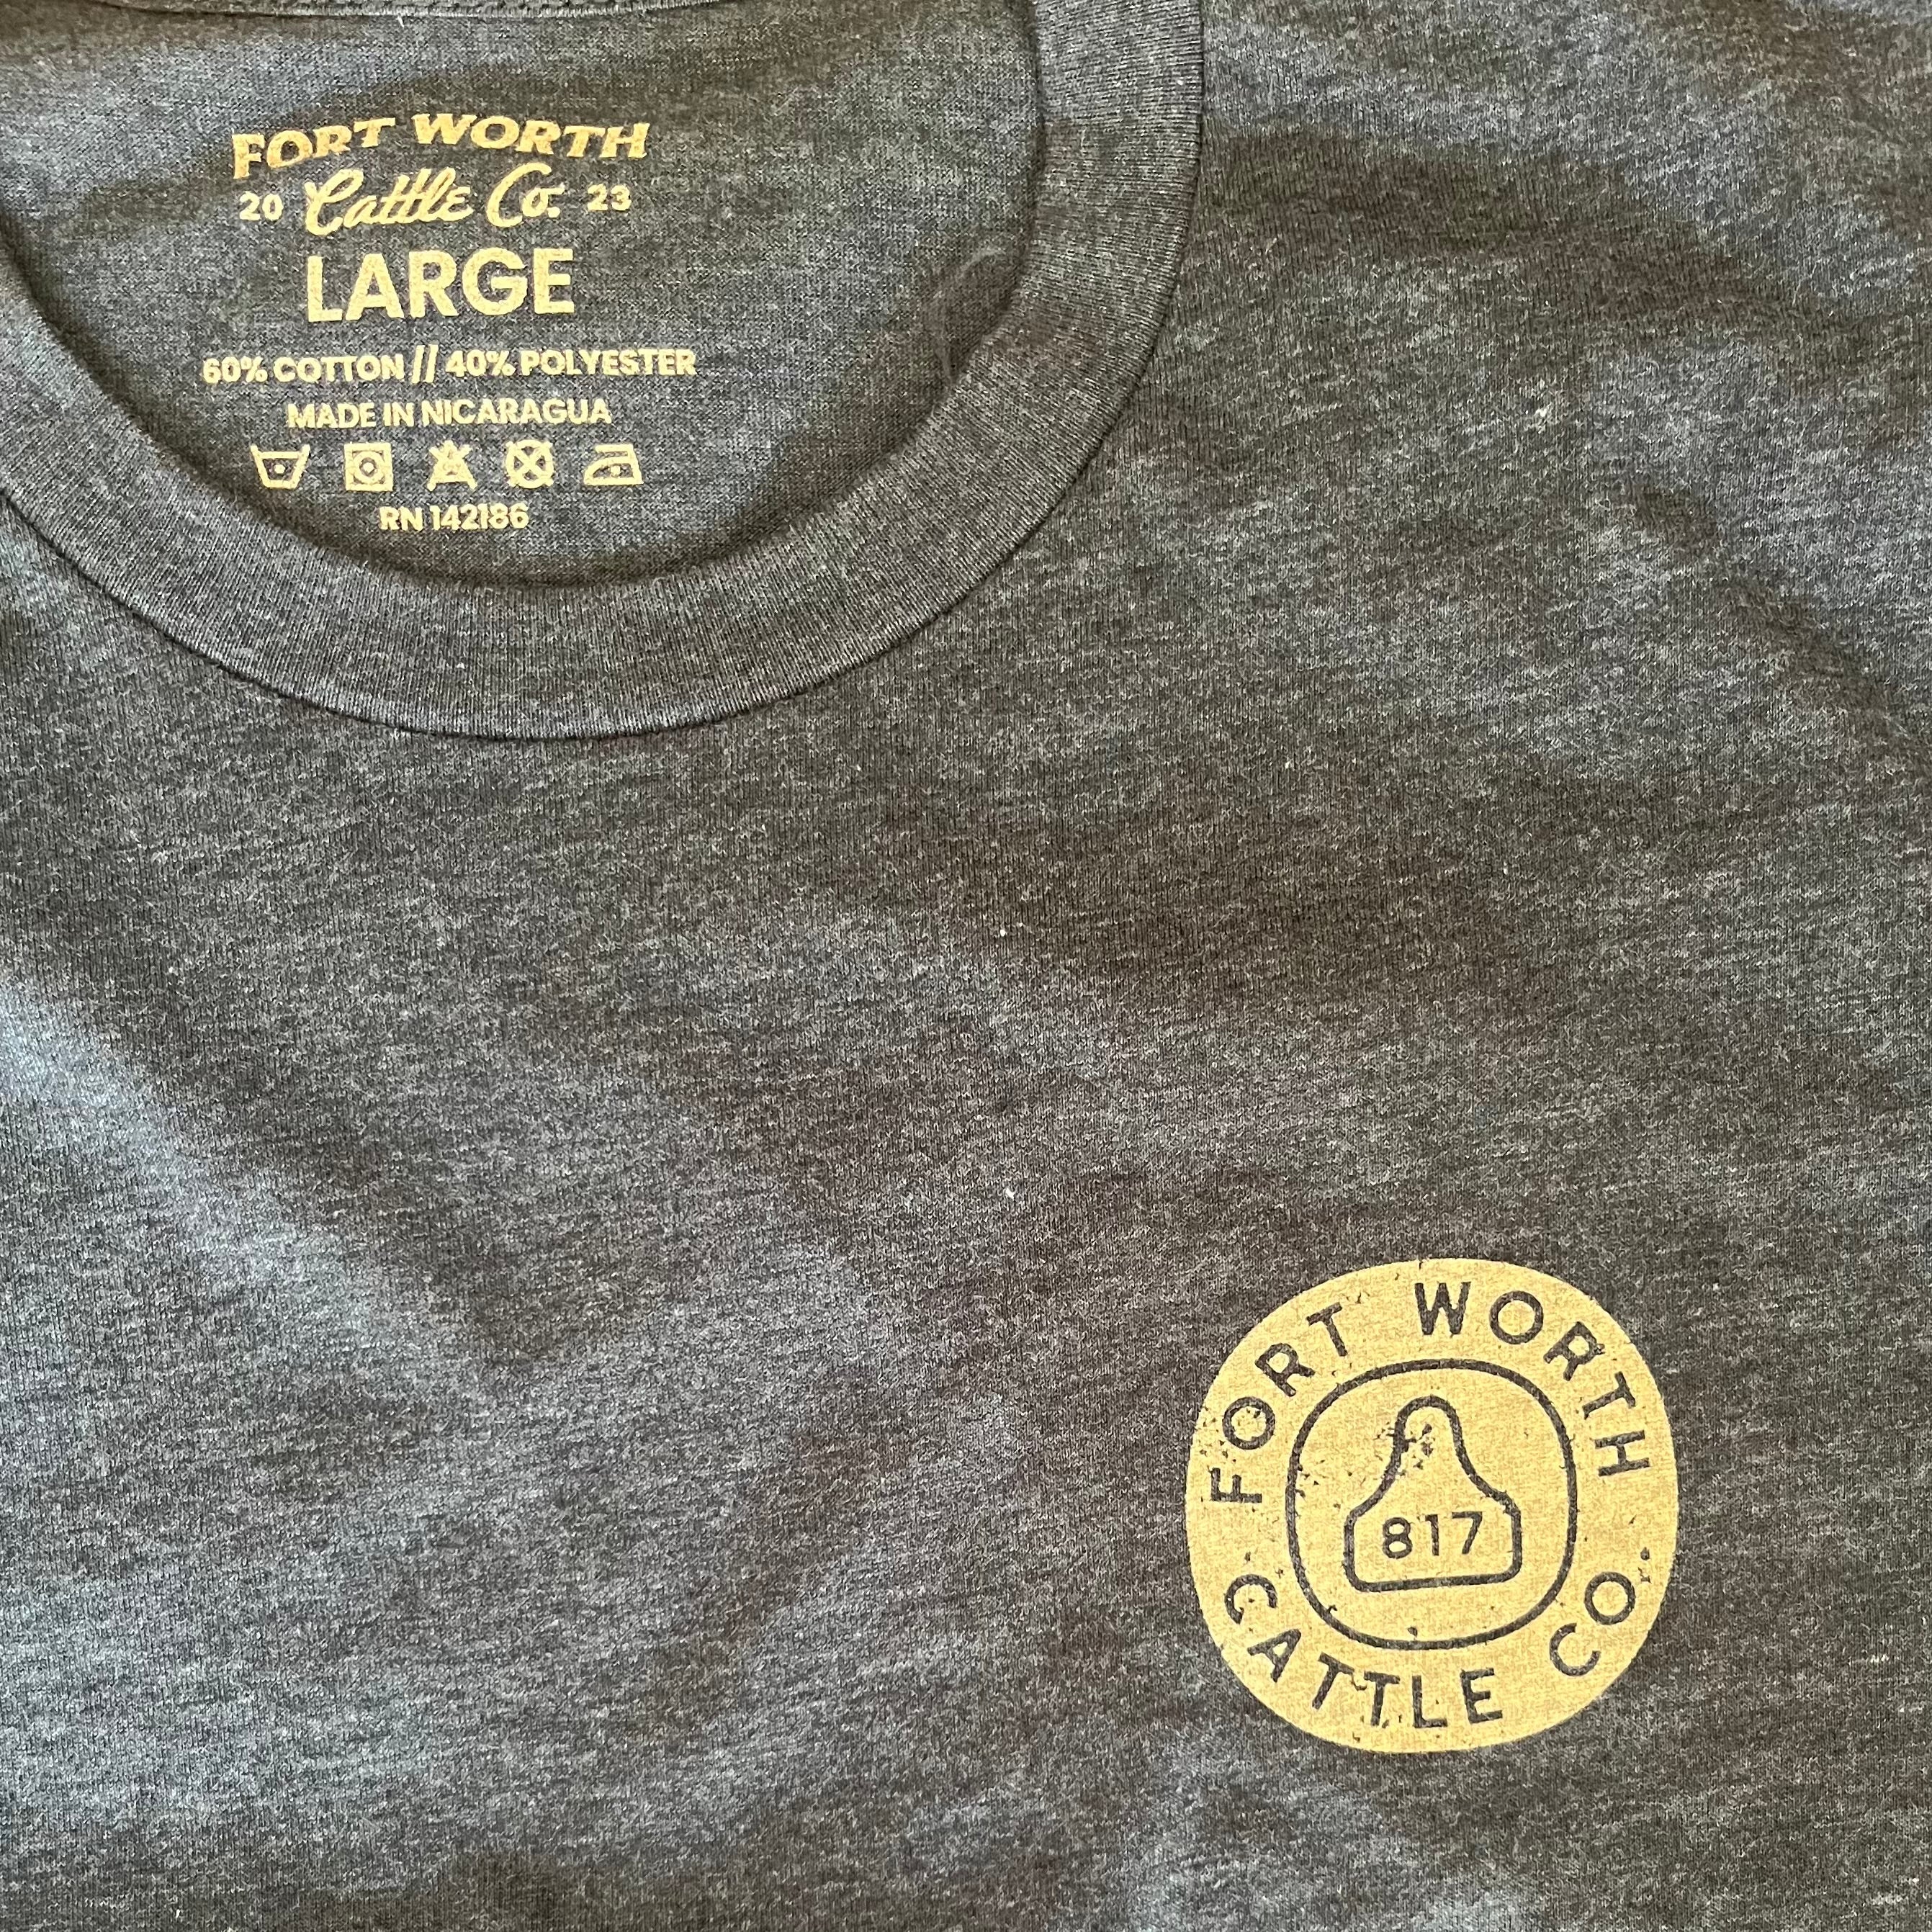 FORT WORTH
20 Cattle Co. 23
LARGE
60% COTTON // 40% POLYESTER
MADE IN NICARAGUA
RN 142186
FORT WORTH
817
CATTLE CO.